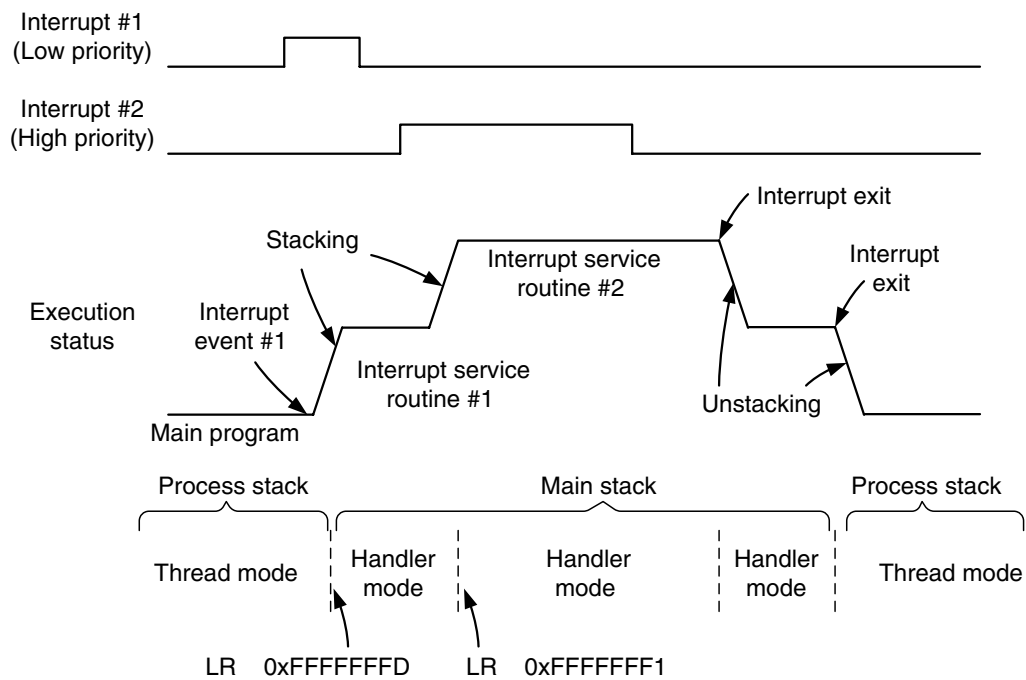 Interrupt #1
(Low priority)
Interrupt #2
(High priority)
Interrupt exit
Stacking
Interrupt service
routine #2
Interrupt
exit
Execution
status
Interrupt
event #1
Interrupt service
routine #1
Unstacking
Main program
Process stack
Main stack
Process stack
Thread mode
Handler
mode
Handler
mode
Handler
mode
Thread mode
LR 0xFFFFFFFD
LR 0xFFFFFFF1